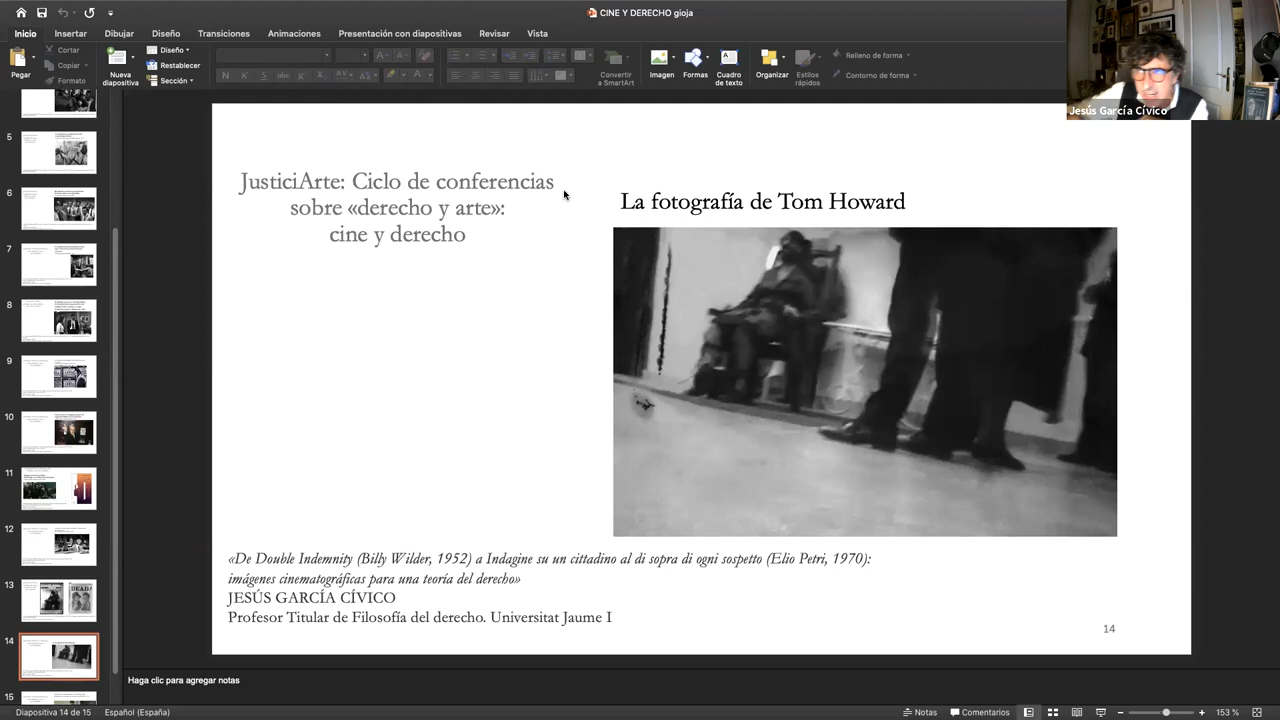 CINE Y DERECHO gioja
Inicio
Insertar
Dibujar
Diseño
Transiciones
Animaciones
Presentación con diapositivas
Revisar
Vista
Pegar
Cortar
Copiar
Formato
Nueva
diapositiva
Diseño
Restablecer
Sección
N K S abc x
Convertir
a SmartArt
Imagen
Formas
Cuadro
de texto
Organizar
Estilos
rápidos
Relleno de forma
Contorno de forma
Jesús García Cívico
5
6
7
8
9
10
11
12
13
DEAD!
14
15
JusticiArte: Ciclo de conferencias
sobre «derecho y arte»:
cine y derecho
La fotografía de Tom Howard
«De Double Indemnity (Billy Wilder, 1952) a Indagine su un cittadino al di sopra di ogni sospetto (Elio Petri, 1970):
imágenes cinematográficas para una teoría del derecho»
JESÚS GARCÍA CÍVICO
Profesor Titular de Filosofía del derecho. Universitat Jaume I
14
Haga clic para agregar notas
Diapositiva 14 de 15
Español (España)
Notas
Comentarios
153 %